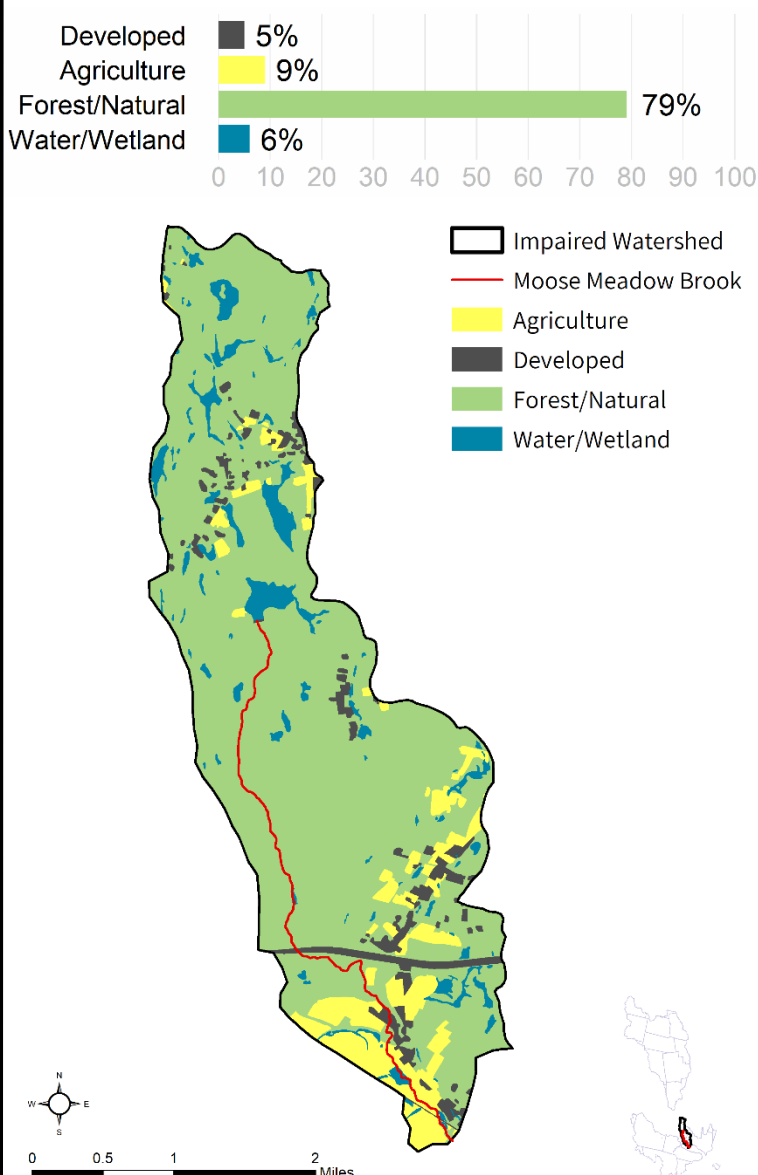 Developed 5%
Agriculture 9%
Forest/Natural 79%
Water/Wetland 6%
0 10 20 30 40 50 60 70 80 90 100
Impaired Watershed
Moose Meadow Brook
Agriculture
Developed
Forest/Natural
Water/Wetland
N
W E
S
0 0.5 1 2
Miles